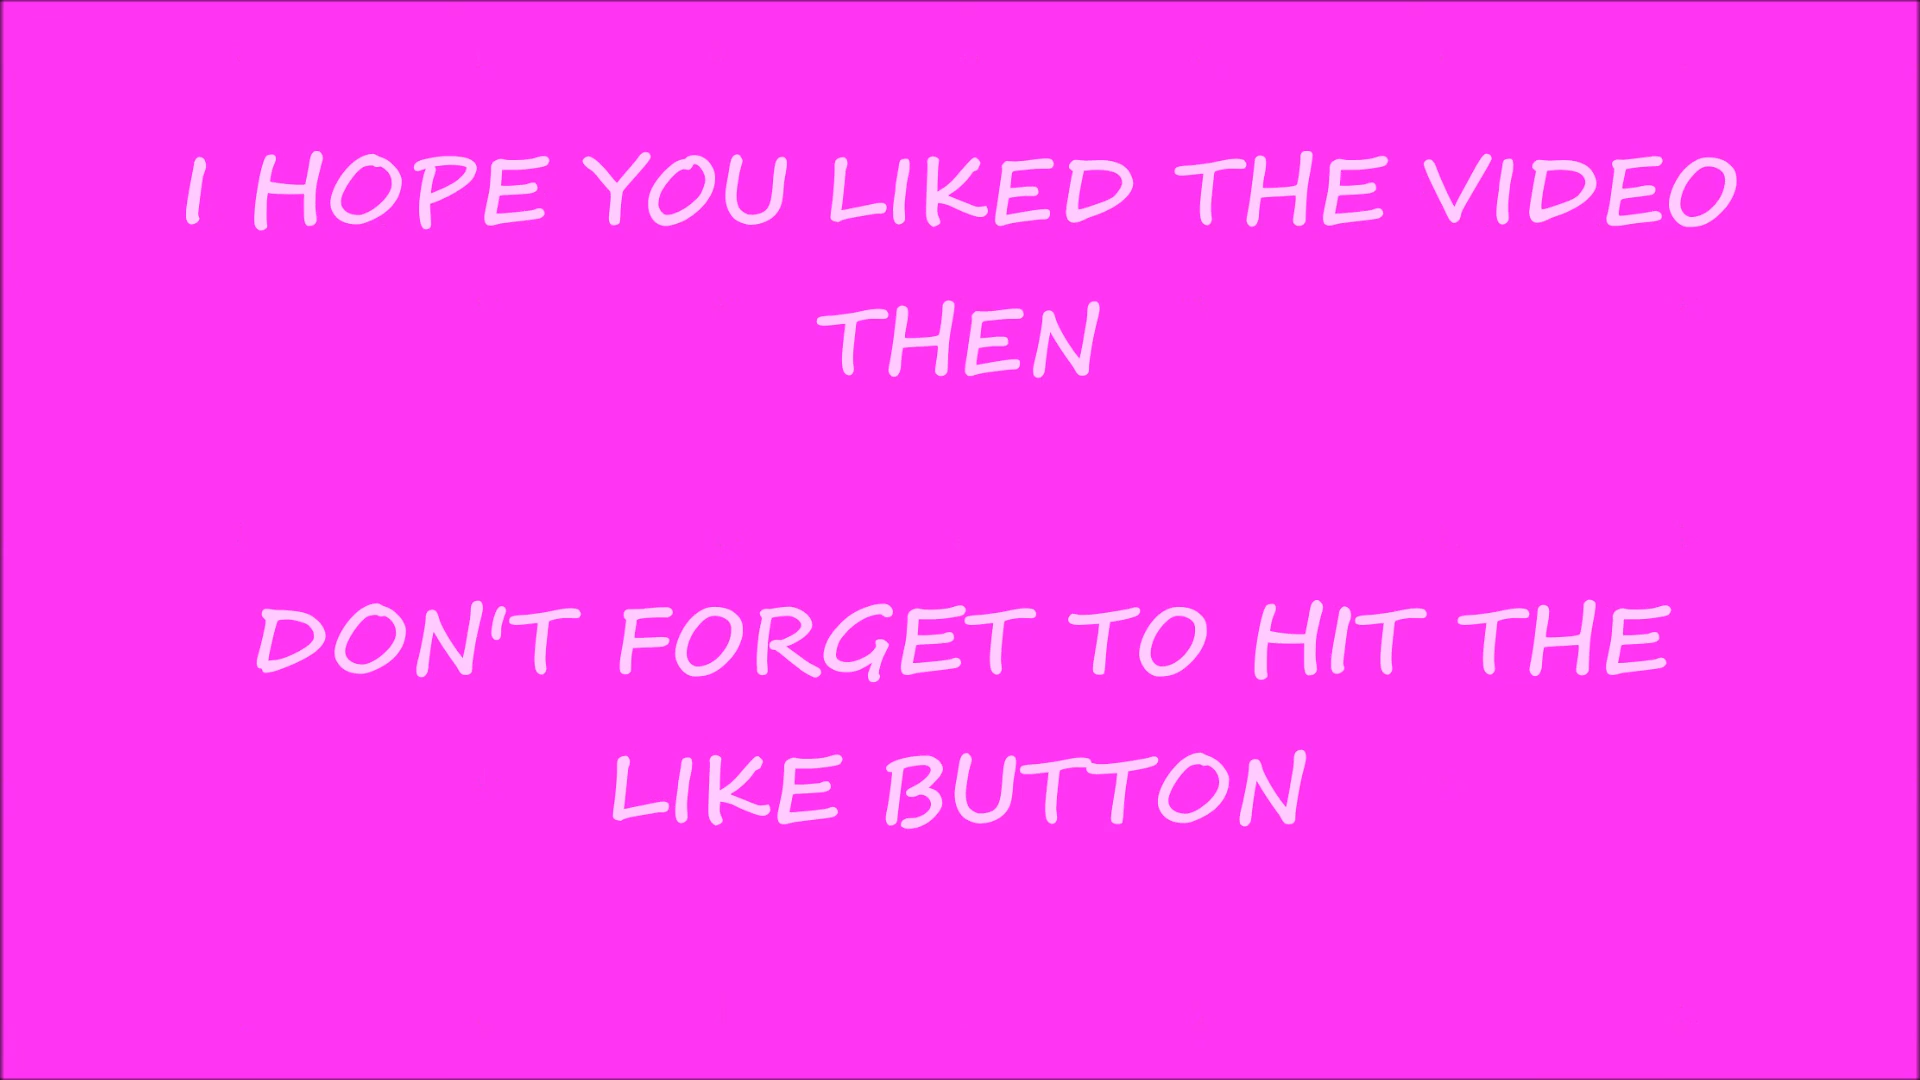 I HOPE YOU LIKED THE VIDEO
THEN
DON'T FORGET TO HIT THE
LIKE BUTTON